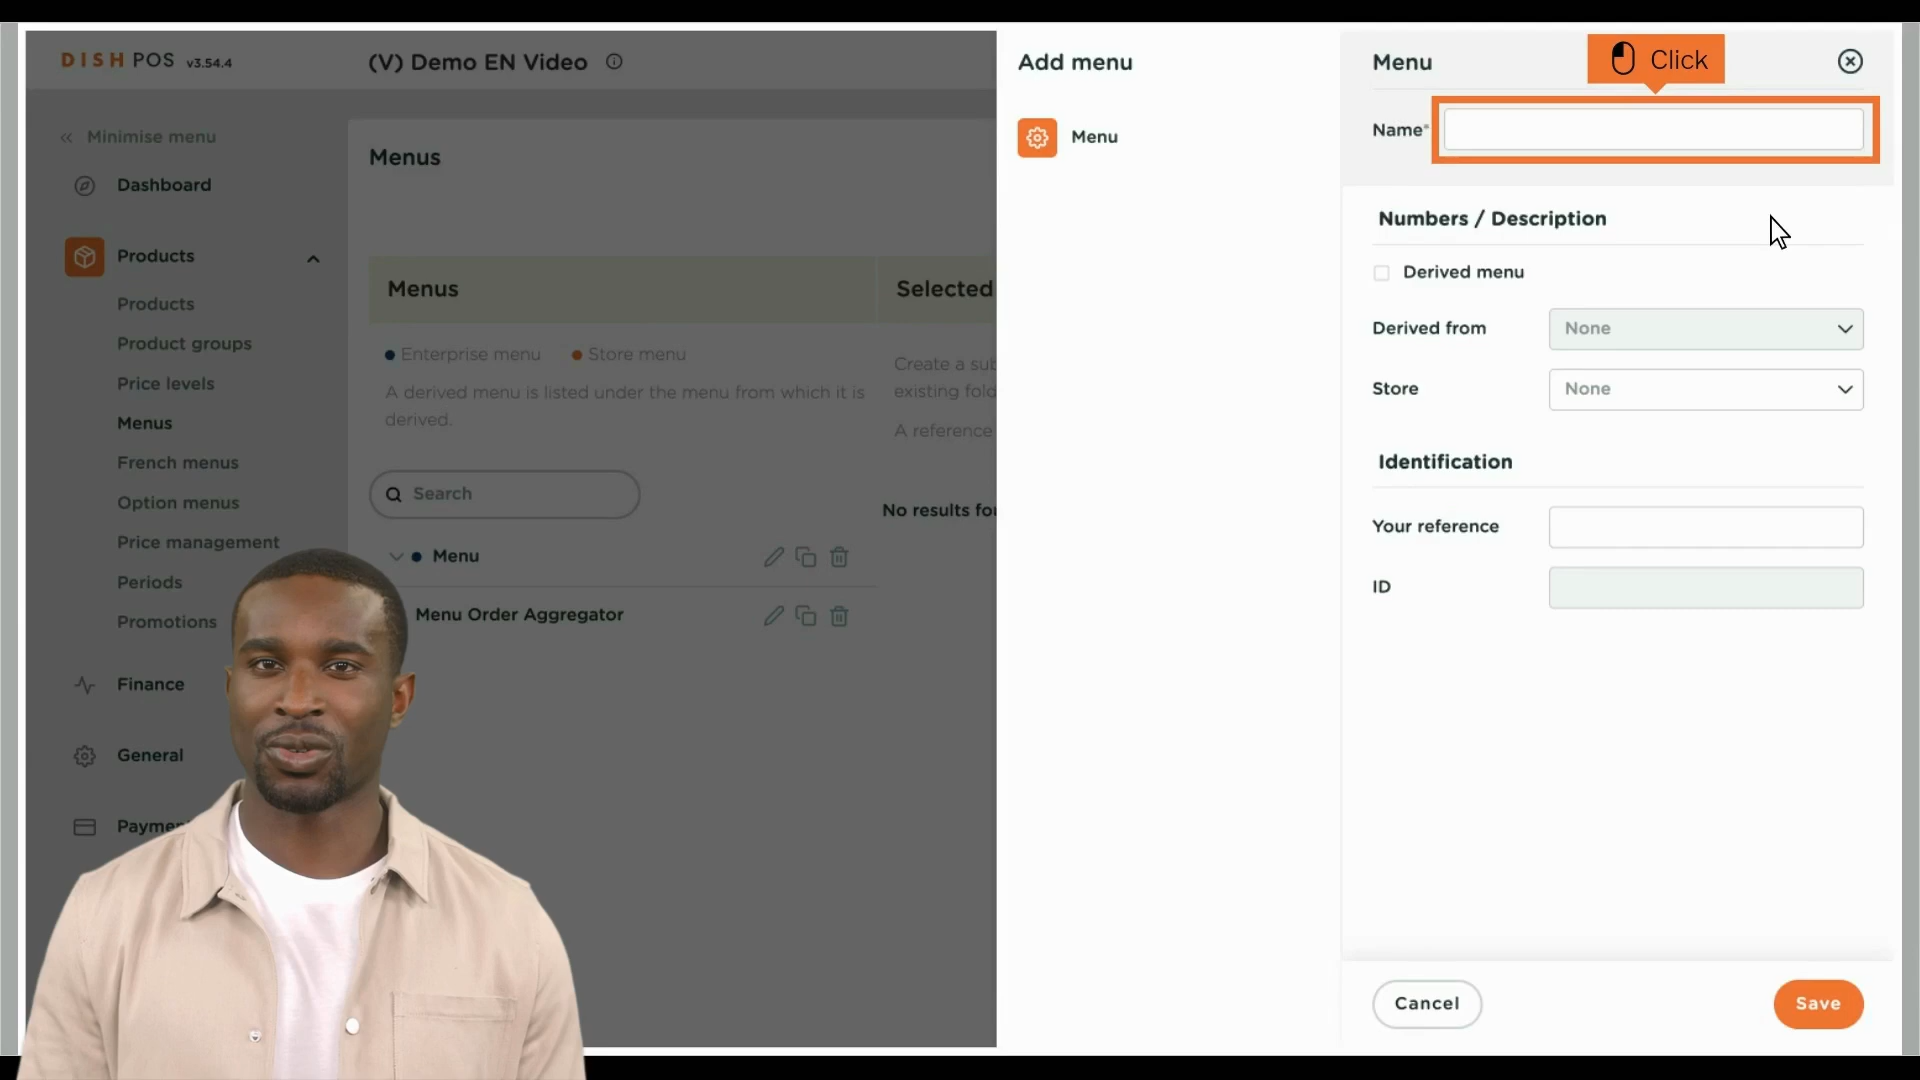 DISH POS v3.54.4
(V) Demo EN Video
Minimise menu
Dashboard
Products
Products
Product groups
Price levels
Menus
French menus
Option menus
Price management
Periods
Promotions
Finance
General
Menus
Menus
Selected
Enterprise menu
Store menu
A derived menu is listed under the menu from which it is
derived.
Create a
existing
A reference
Search
No results
Menu
Menu Order Aggregator
Add menu
Menu
Menu
Click
Name*
Numbers / Description
Derived menu
Derived from None
Store None
Identification
Your reference
ID
Cancel
Save